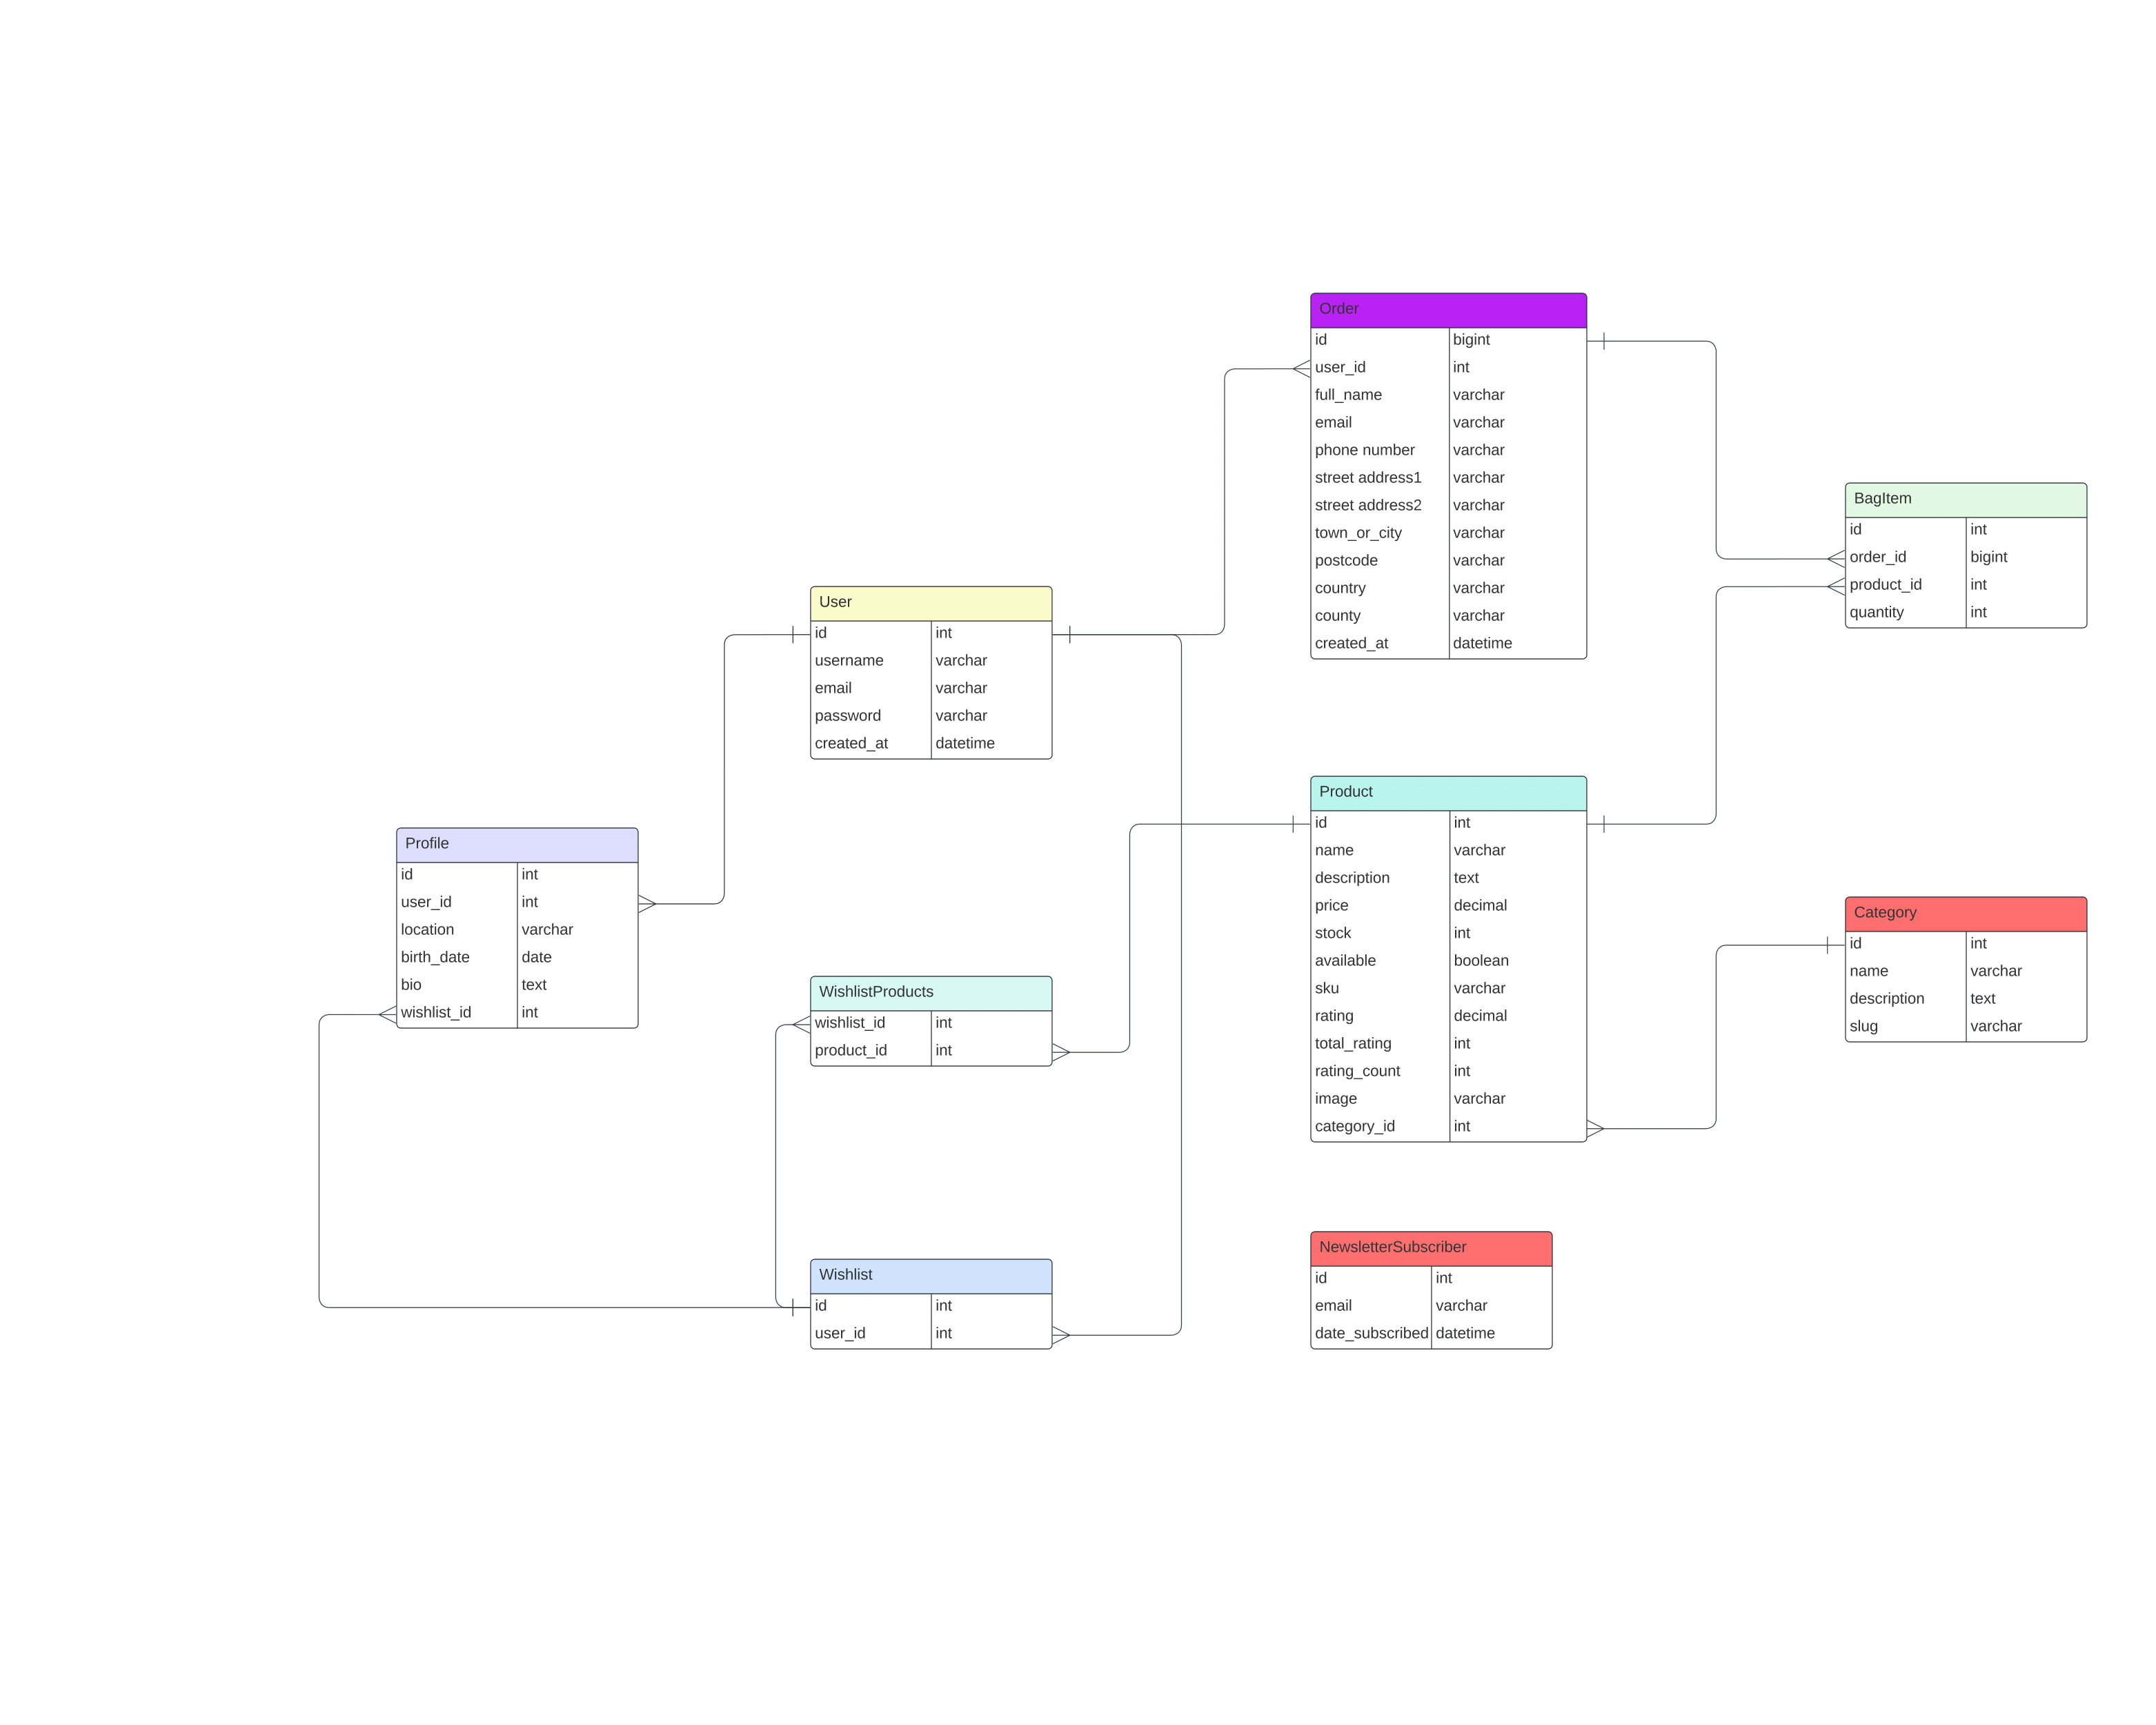 Order
id bigint
user_id int
full_name varchar
email varchar
phone number varchar
street address1 varchar
street address2 varchar
town_or_city varchar
postcode varchar
country varchar
county varchar
created_at datetime
BagItem
id int
order_id bigint
product_id int
quantity int
User
id int
username varchar
email varchar
password varchar
created_at datetime
Product
id int
name varchar
description text
price decimal
stock int
available boolean
sku varchar
rating decimal
total_rating int
rating_count int
image varchar
category_id int
Profile
id int
user_id int
location varchar
birth_date date
bio text
wishlist_id int
Category
id int
name varchar
description text
slug varchar
WishlistProducts
wishlist_id int
product_id int
Wishlist
id int
user_id int
NewsletterSubscriber
id int
email varchar
date_subscribed datetime